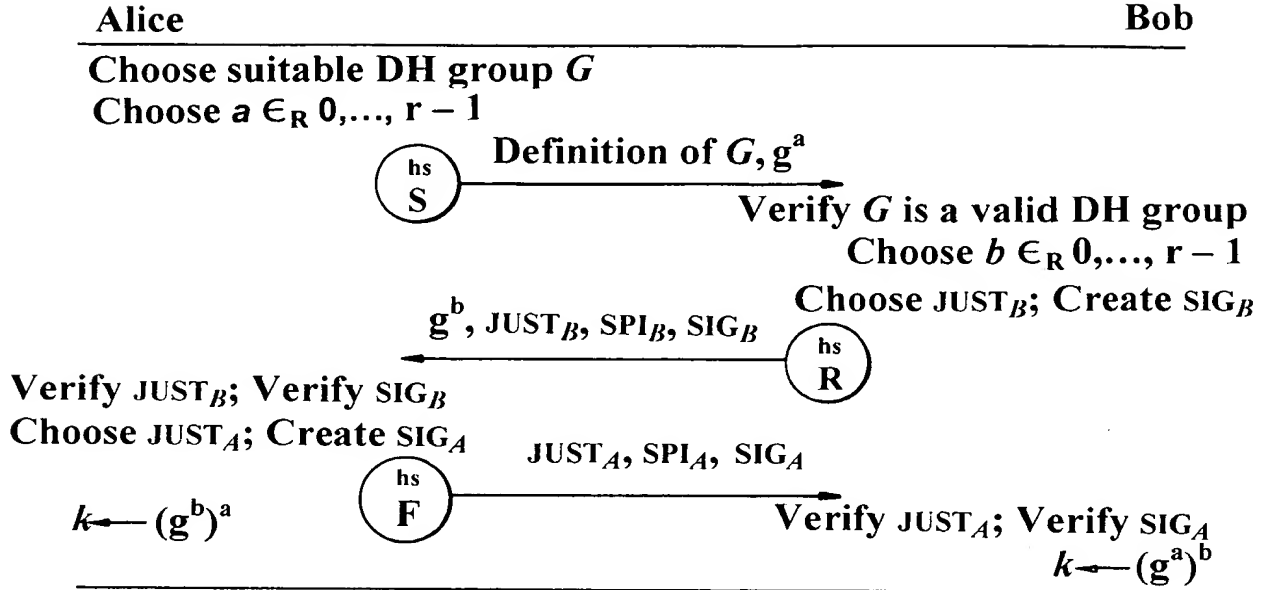 Alice Bob
Choose suitable DH group G
Choose a ∈R 0,..., r – 1
hs
S
Definition of G, g^a
Verify G is a valid DH group
Choose b ∈R 0,..., r – 1
Choose JUST_B; Create SIG_B
g^b, JUST_B, SPI_B, SIG_B
hs
R
Verify JUST_B; Verify SIG_B
Choose JUST_A; Create SIG_A
JUST_A, SPI_A, SIG_A
hs
F
k ← (g^b)^a
Verify JUST_A; Verify SIG_A
k ← (g^a)^b